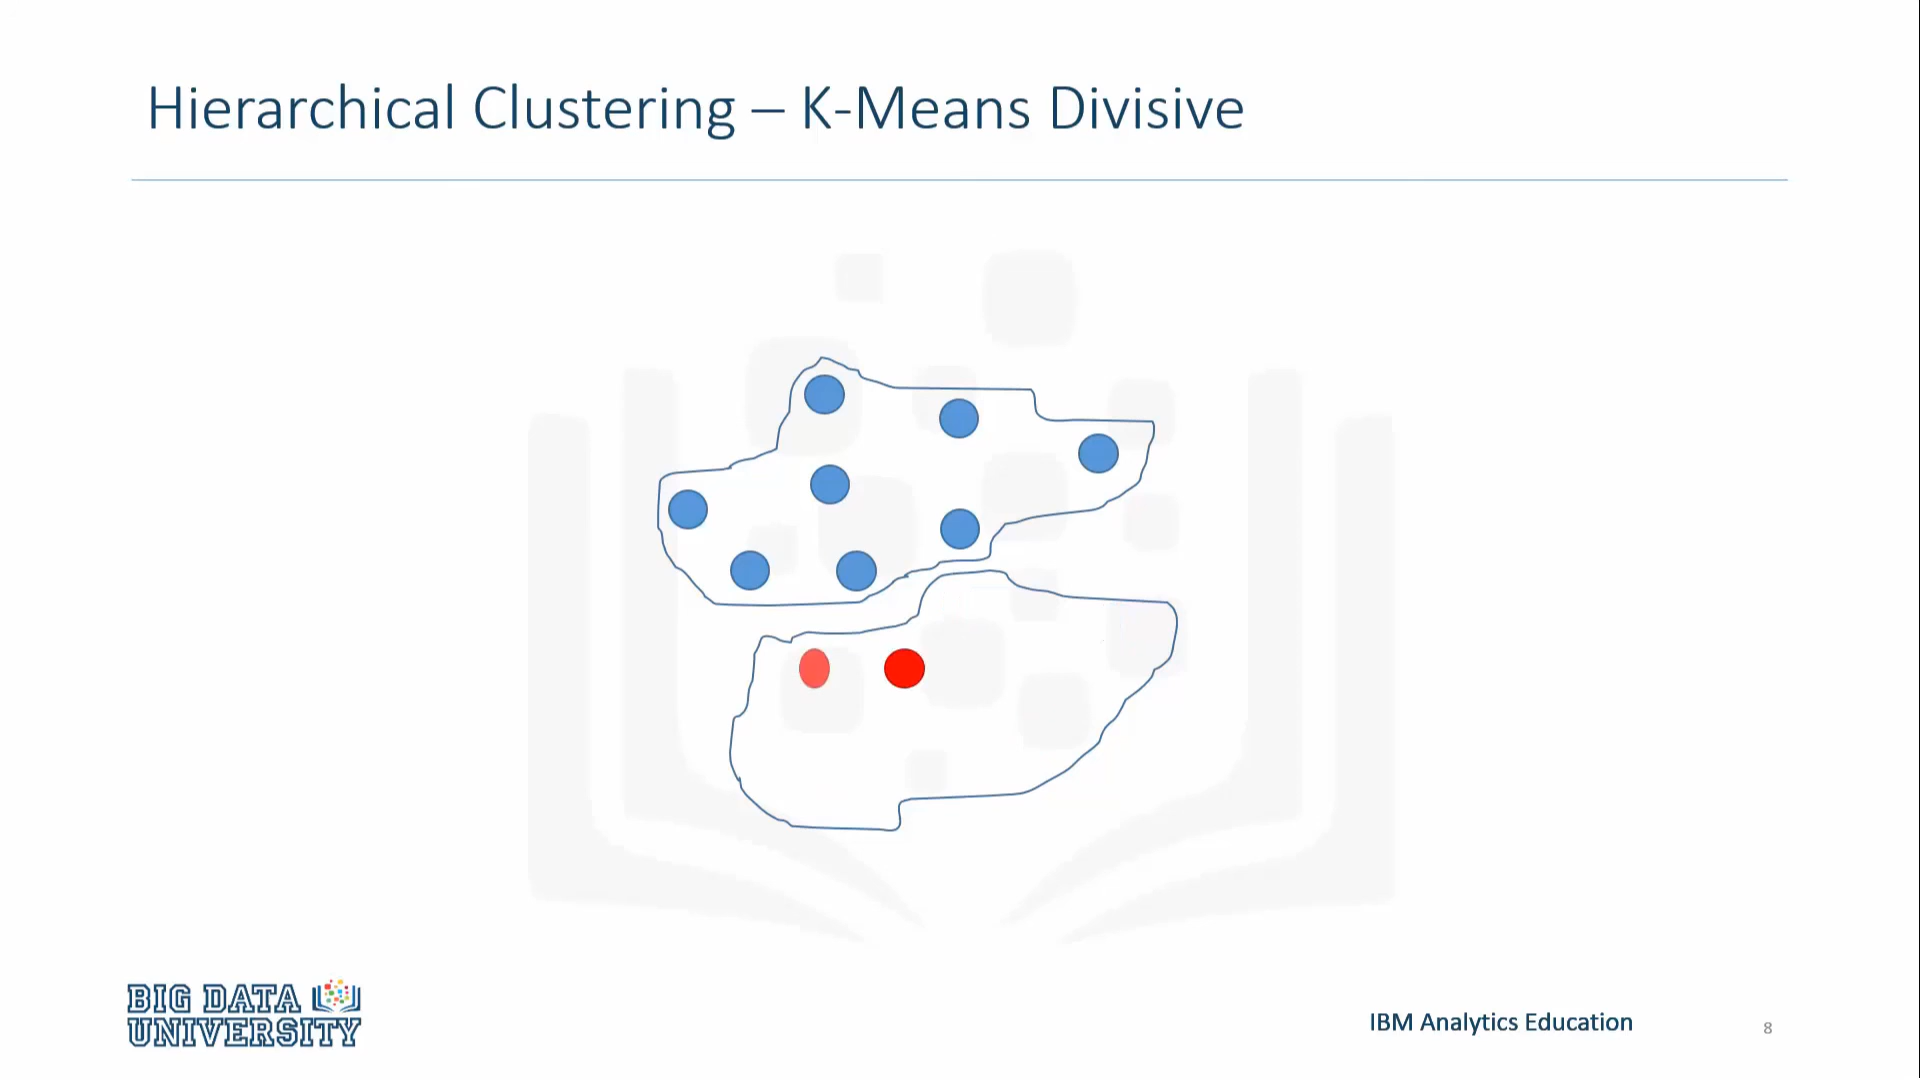 Hierarchical Clustering – K-Means Divisive
BIG DATA
UNIVERSITY
IBM Analytics Education
8